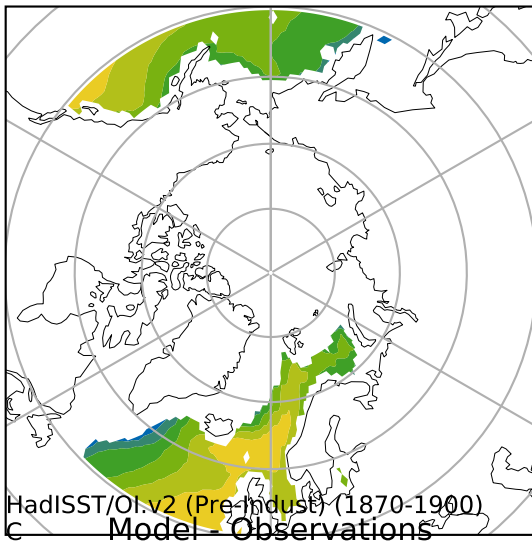 HadISST/OI.v2 (Pre-Indust) (1870-1900)
C Model - Observations